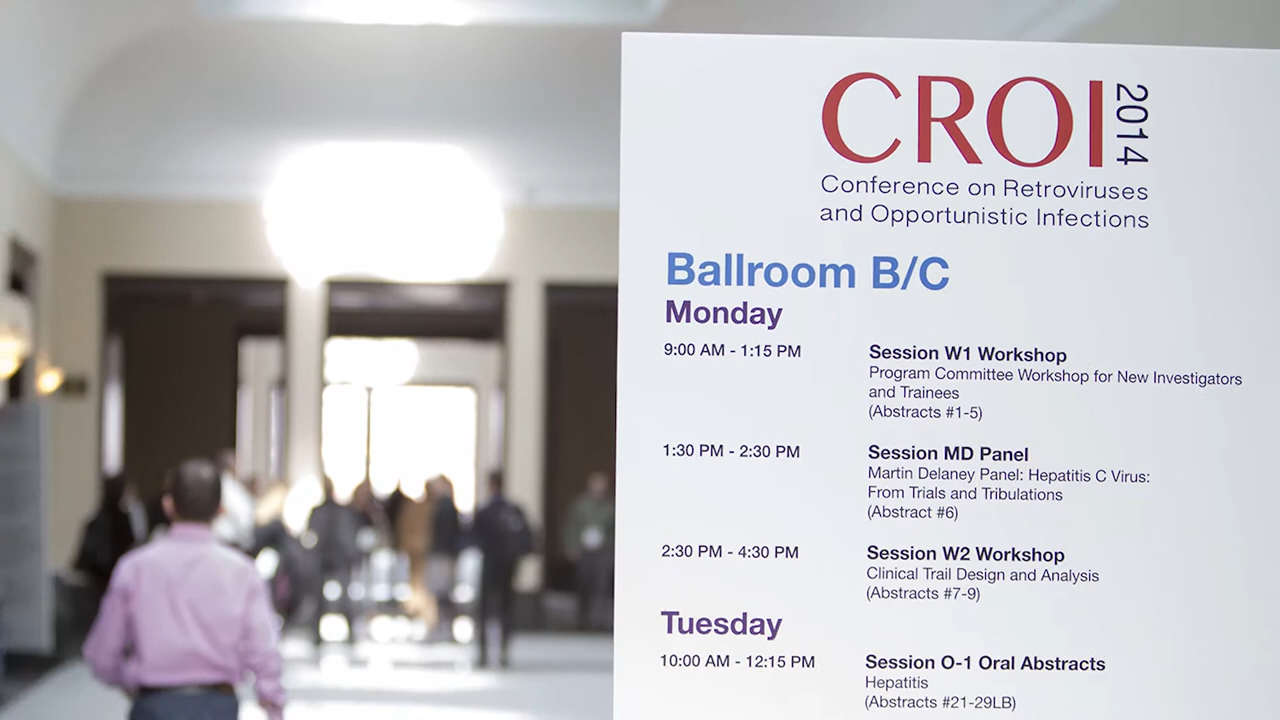 CROI 2014
Conference on Retroviruses
and Opportunistic Infections
Ballroom B/C
Monday
9:00 AM - 1:15 PM
Session W1 Workshop
Program Committee Workshop for New Investigators
and Trainees
(Abstracts #1-5)
1:30 PM - 2:30 PM
Session MD Panel
Martin Delaney Panel: Hepatitis C Virus:
From Trials and Tribulations
(Abstract #6)
2:30 PM - 4:30 PM
Session W2 Workshop
Clinical Trail Design and Analysis
(Abstracts #7-9)
Tuesday
10:00 AM - 12:15 PM
Session O-1 Oral Abstracts
Hepatitis
(Abstracts #21-29LB)